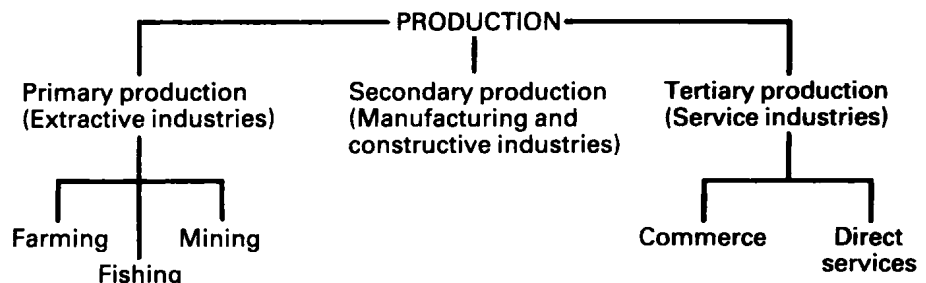 PRODUCTION
Primary production
(Extractive industries)
Secondary production
(Manufacturing and
constructive industries)
Tertiary production
(Service industries)
Farming
Fishing
Mining
Commerce
Direct
services